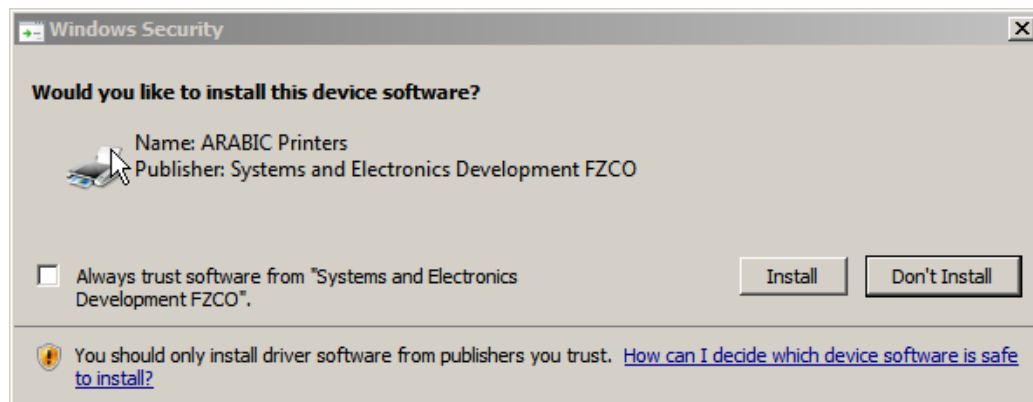 Windows Security
Would you like to install this device software?
Name: ARABIC Printers
Publisher: Systems and Electronics Development FZCO
Always trust software from "Systems and Electronics
Development FZCO".
Install
Don't Install
You should only install driver software from publishers you trust. How can I decide which device software is safe
to install?